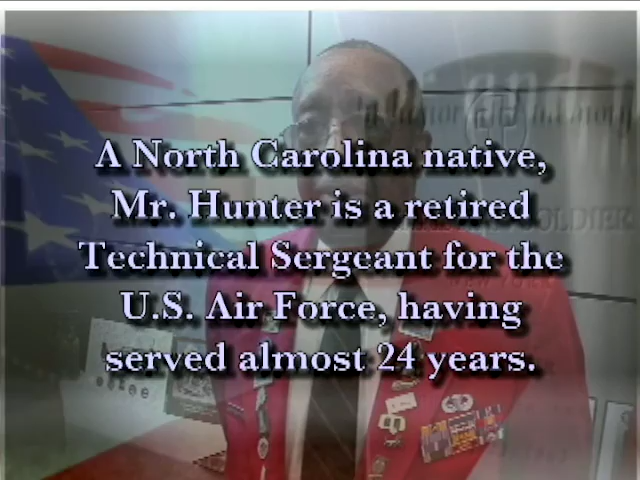 A North Carolina native,
Mr. Hunter is a retired
Technical Sergeant for the
U.S. Air Force, having
served almost 24 years.